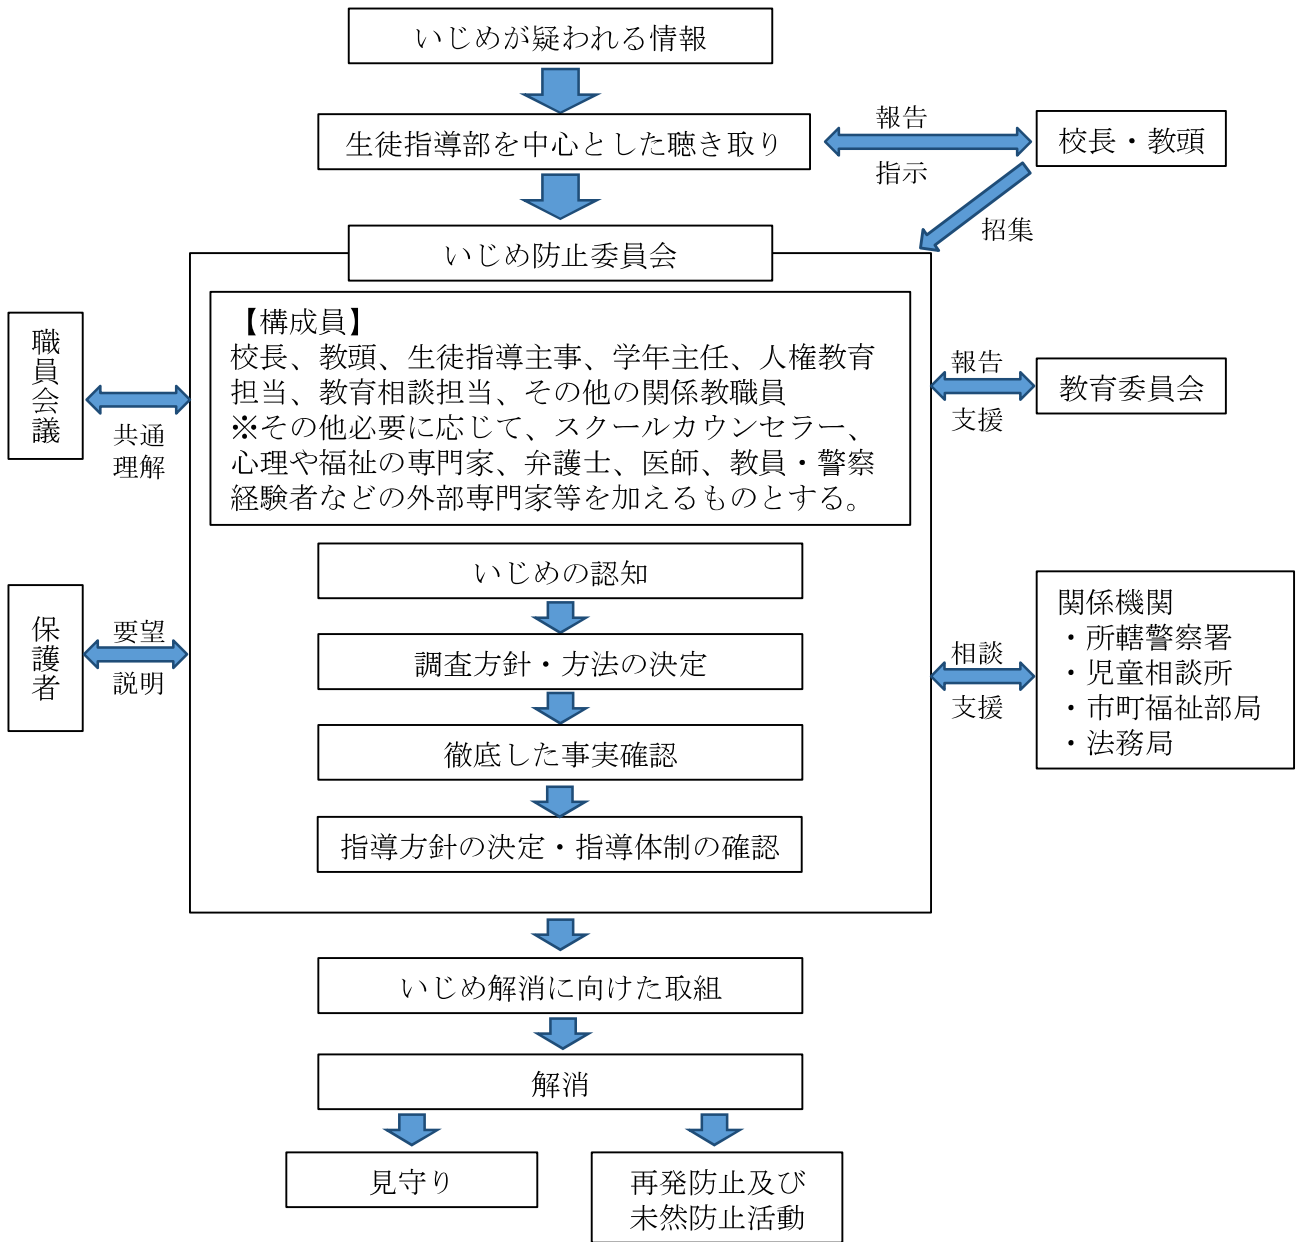 いじめが疑われる情報
生徒指導部を中心とした聴き取り
報告
指示
校長・教頭
招集
いじめ防止委員会
【構成員】
校長、教頭、生徒指導主事、学年主任、人権教育
担当、教育相談担当、その他の関係教職員
※その他必要に応じて、スクールカウンセラー、
心理や福祉の専門家、弁護士、医師、教員・警察
経験者などの外部専門家等を加えるものとする。
職員会議
共通
理解
報告
支援
教育委員会
いじめの認知
調査方針・方法の決定
徹底した事実確認
指導方針の決定・指導体制の確認
保護者
要望
説明
相談
支援
関係機関
・所轄警察署
・児童相談所
・市町福祉部局
・法務局
いじめ解消に向けた取組
解消
見守り
再発防止及び
未然防止活動